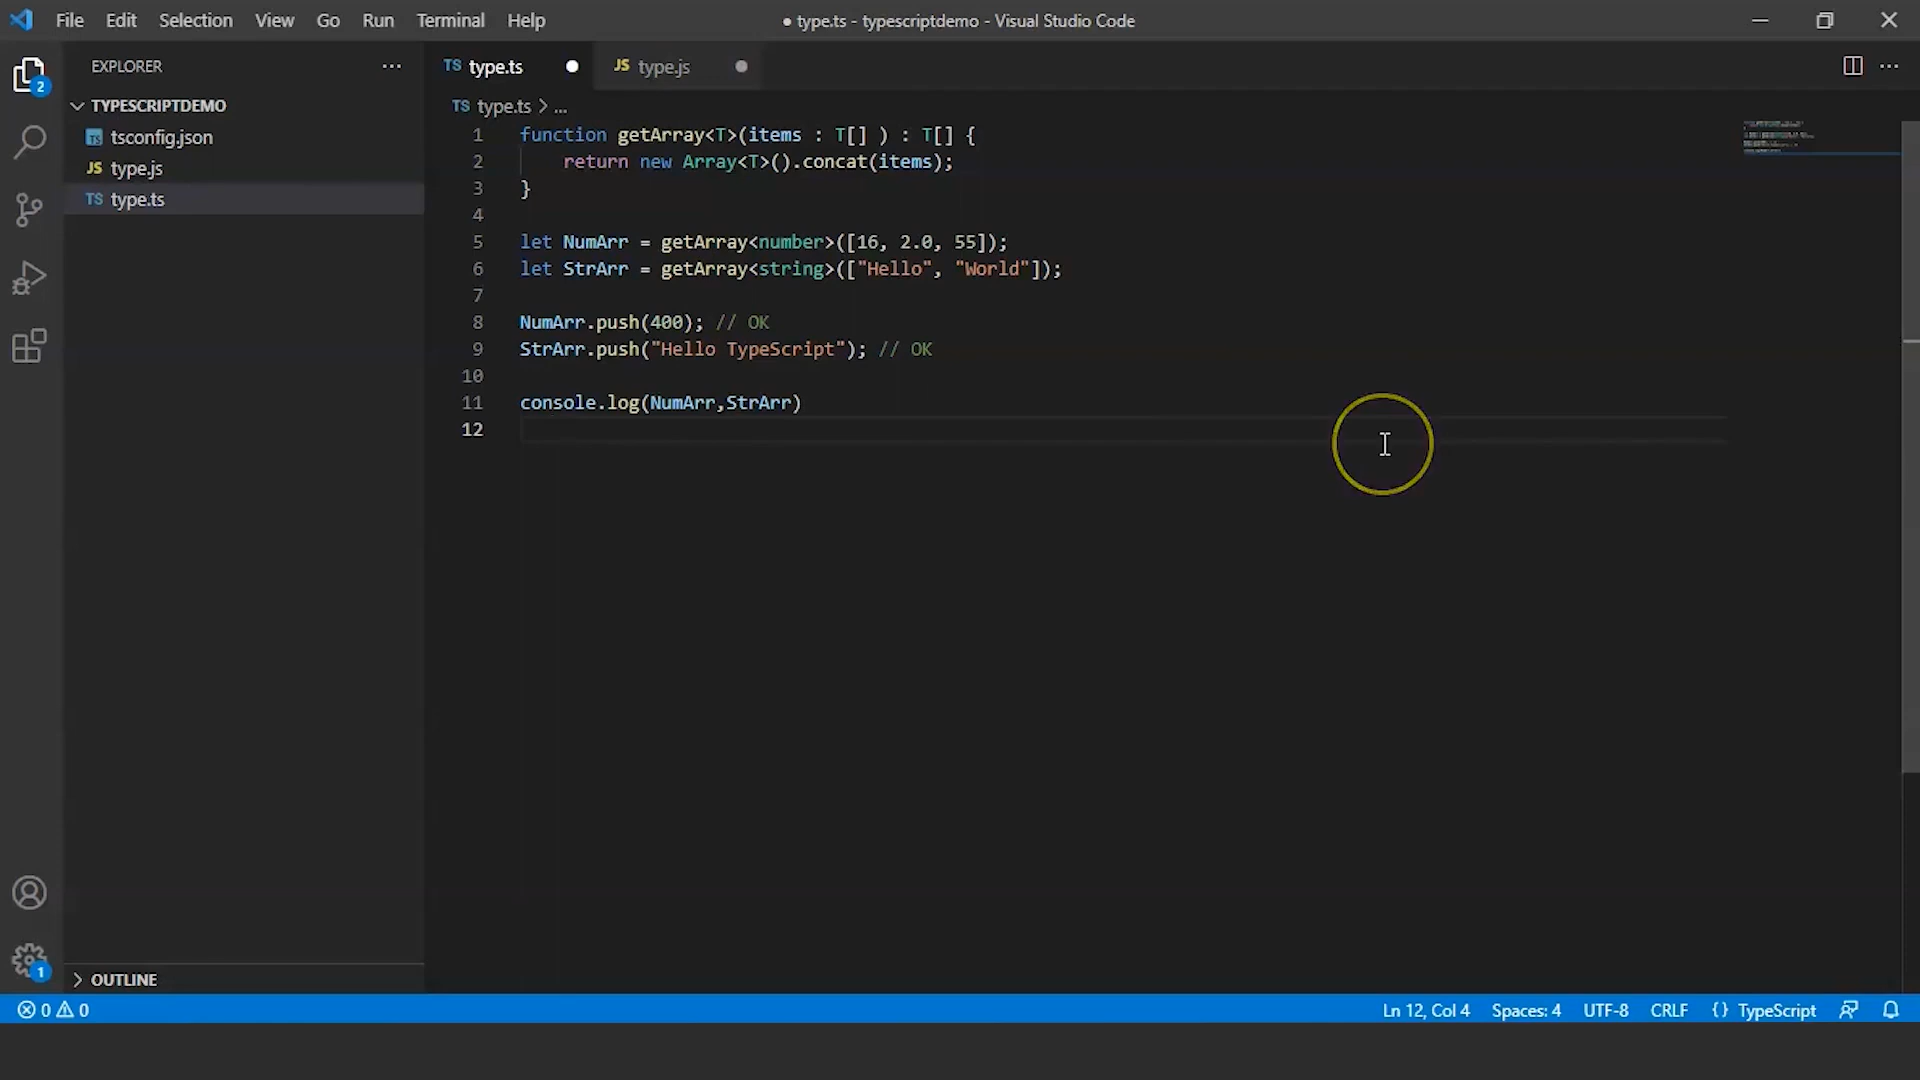 File Edit Selection View Go Run Terminal Help
● type.ts - typescriptdemo - Visual Studio Code
2
EXPLORER
TYPESCRIPTDEMO
tsconfig.json
JS type.js
TS type.ts
TS type.ts
JS type.js
TS type.ts > ...
1 function getArray<T>(items : T[] ) : T[] {
2     return new Array<T>().concat(items);
3 }
4
5 let NumArr = getArray<number>([16, 2.0, 55]);
6 let StrArr = getArray<string>(["Hello", "World"]);
7
8 NumArr.push(400); // OK
9 StrArr.push("Hello TypeScript"); // OK
10
11 console.log(NumArr,StrArr)
12
1
OUTLINE
0 0
Ln 12, Col 4 Spaces: 4 UTF-8 CRLF {} TypeScript